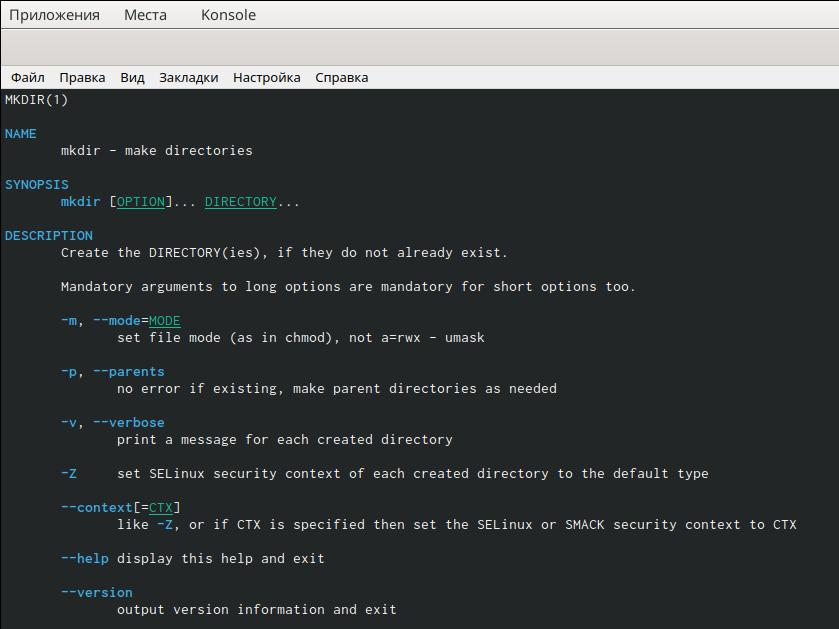 Приложения Места Konsole
Файл Правка Вид Закладки Настройка Справка
MKDIR(1)
NAME
mkdir - make directories
SYNOPSIS
mkdir [OPTION]... DIRECTORY...
DESCRIPTION
Create the DIRECTORY(ies), if they do not already exist.
Mandatory arguments to long options are mandatory for short options too.
-m, --mode=MODE
set file mode (as in chmod), not a=rwx - umask
-p, --parents
no error if existing, make parent directories as needed
-v, --verbose
print a message for each created directory
-Z set SELinux security context of each created directory to the default type
--context[=CTX]
like -Z, or if CTX is specified then set the SELinux or SMACK security context to CTX
--help display this help and exit
--version
output version information and exit